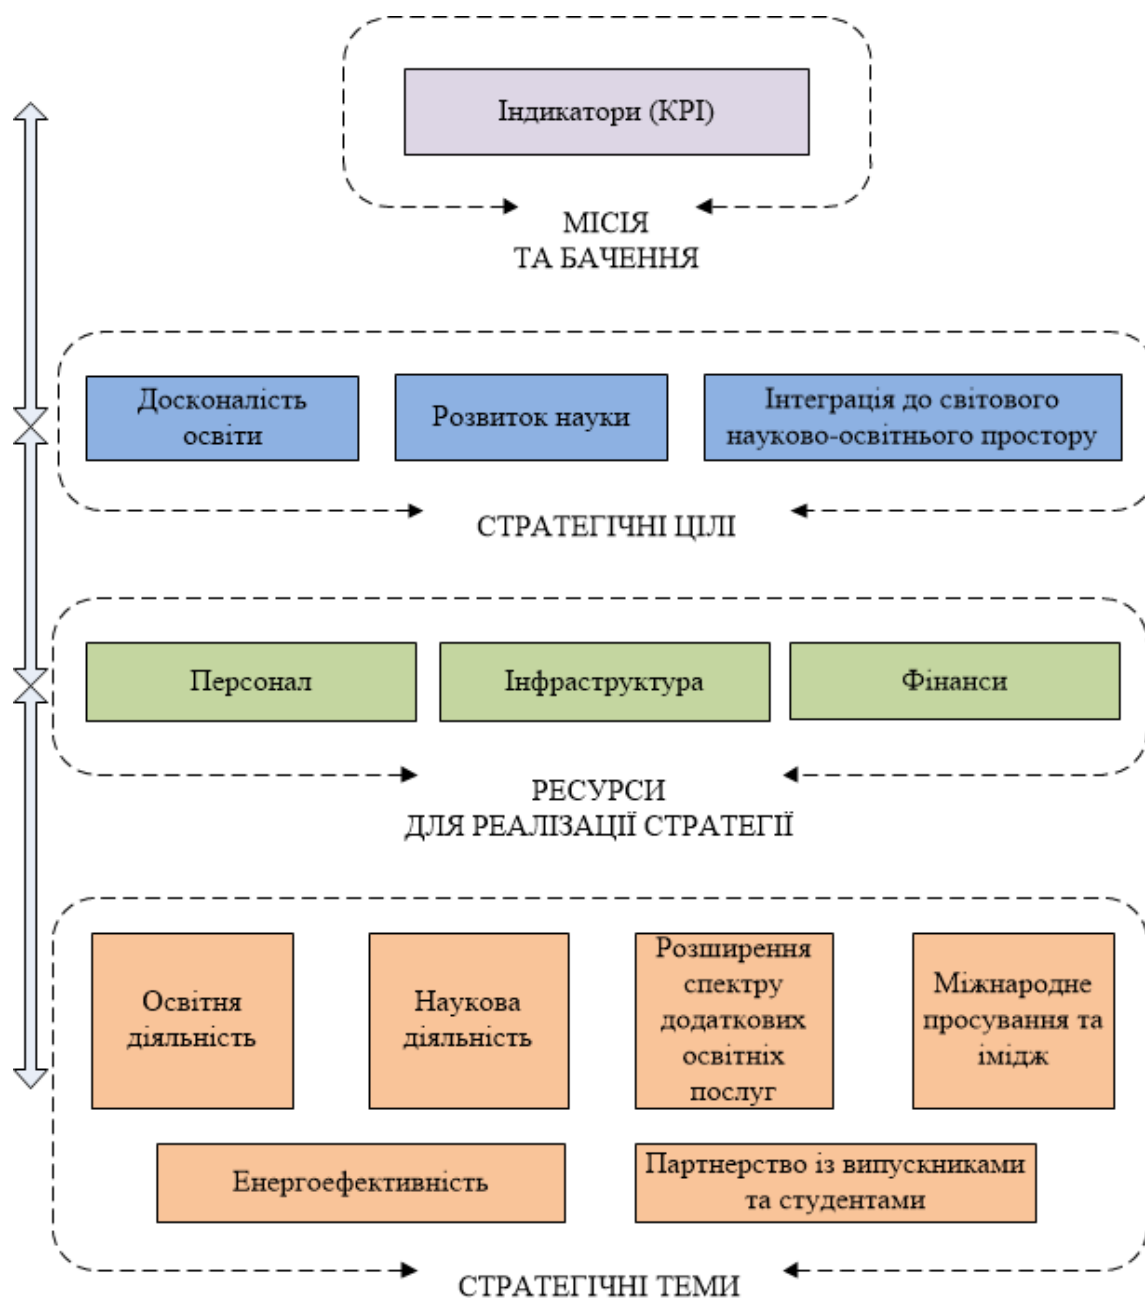 Індикатори (КРІ)
МІСІЯ
ТА БАЧЕННЯ
Досконалість
освіти
Розвиток науки
Інтеграція до світового
науково-освітнього простору
СТРАТЕГІЧНІ ЦІЛІ
Персонал
Інфраструктура
Фінанси
РЕСУРСИ
ДЛЯ РЕАЛІЗАЦІЇ СТРАТЕГІЇ
Освітня
діяльність
Наукова
діяльність
Розширення
спектру
додаткових
освітніх
послуг
Міжнародне
просування та
імідж
Енергоефективність
Партнерство із випускниками
та студентами
СТРАТЕГІЧНІ ТЕМИ